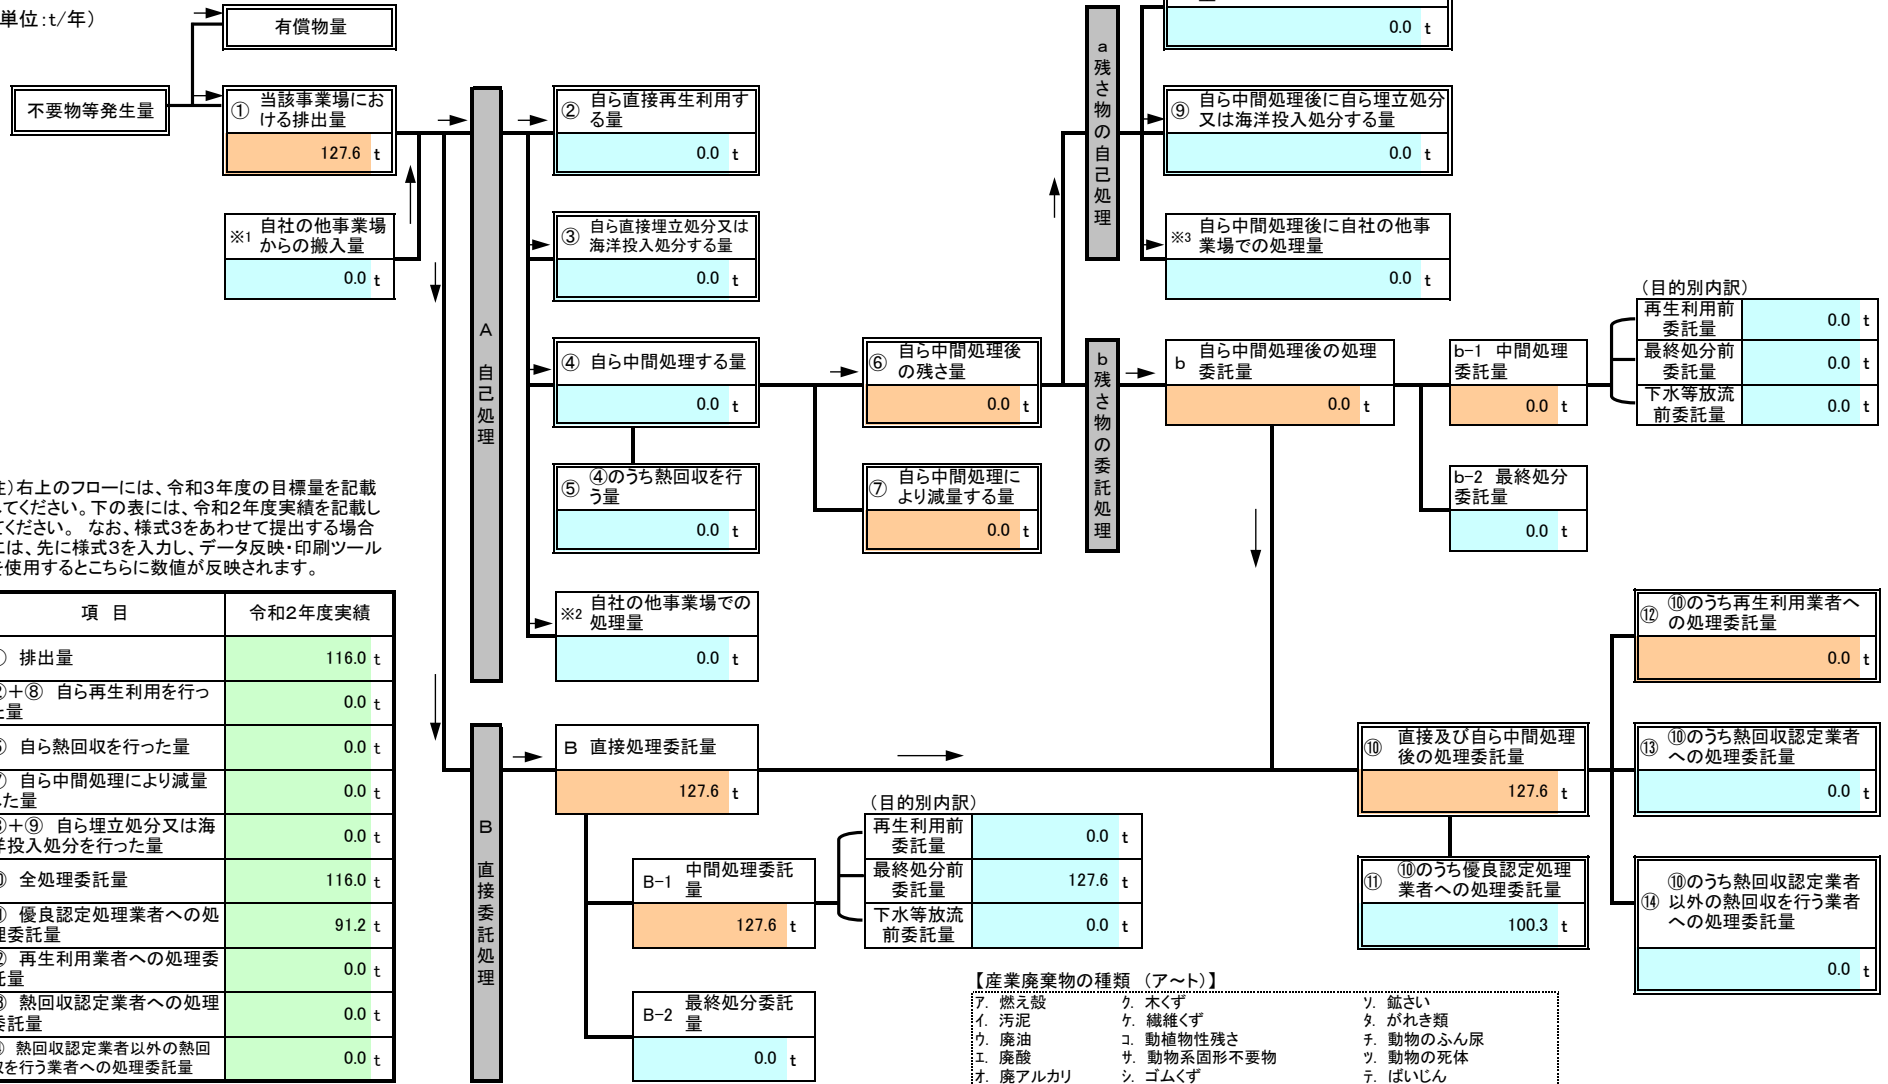 単位：t/年）
有償物量
不要物等発生量
① 当該事業場にお
ける排出量
127.6 t
※1 自社の他事業場
からの搬入量
0.0 t
A 自己処理
② 自ら直接再生利用す
る量
0.0 t
③ 自ら直接埋立処分又は
海洋投入処分する量
0.0 t
④ 自ら中間処理する量
0.0 t
⑤ ④のうち熱回収を行
う量
0.0 t
※2 自社の他事業場での
処理量
0.0 t
⑥ 自ら中間処理後
の残さ量
0.0 t
⑦ 自ら中間処理に
より減量する量
0.0 t
a 残さ物の自己処理
0.0 t
⑨ 自ら中間処理後に自ら埋立処分
又は海洋投入処分する量
0.0 t
※3 自ら中間処理後に自社の他事
業場での処理量
0.0 t
b 残さ物の委託処理
b 自ら中間処理後の処理
委託量
0.0 t
b-1 中間処理
委託量
0.0 t
b-2 最終処分
委託量
0.0 t
（目的別内訳）
再生利用前
委託量
0.0 t
最終処分前
委託量
0.0 t
下水等放流
前委託量
0.0 t
）右上のフローには、令和3年度の目標量を記載
てください。下の表には、令和2年度実績を記載し
ください。 なお、様式3をあわせて提出する場合
は、先に様式3を入力し、データ反映・印刷ツール
使用するとこちらに数値が反映されます。
項 目 令和2年度実績
排出量 116.0 t
＋⑧ 自ら再生利用を行っ
量
0.0 t
自ら熱回収を行った量 0.0 t
自ら中間処理により減量
た量
0.0 t
＋⑨ 自ら埋立処分又は海
投入処分を行った量
0.0 t
全処理委託量 116.0 t
優良認定処理業者への処
委託量
91.2 t
再生利用業者への処理委
量
0.0 t
熱回収認定業者への処理
託量
0.0 t
熱回収認定業者以外の熱回
を行う業者への処理委託量
0.0 t
B 直接委託処理
B 直接処理委託量
127.6 t
B-1 中間処理委託
量
127.6 t
B-2 最終処分委託
量
0.0 t
（目的別内訳）
再生利用前
委託量
0.0 t
最終処分前
委託量
127.6 t
下水等放流
前委託量
0.0 t
⑩ 直接及び自ら中間処理
後の処理委託量
127.6 t
⑪ ⑩のうち優良認定処理
業者への処理委託量
100.3 t
⑫ ⑩のうち再生利用業者へ
の処理委託量
0.0 t
⑬ ⑩のうち熱回収認定業者
への処理委託量
0.0 t
⑭ ⑩のうち熱回収認定業者
以外の熱回収を行う業者
への処理委託量
0.0 t
【産業廃棄物の種類 （ア～ト）】
ア. 燃え殻 ク. 木くず ソ. 鉱さい
イ. 汚泥 ケ. 繊維くず タ. がれき類
ウ. 廃油 コ. 動植物性残さ チ. 動物のふん尿
エ. 廃酸 サ. 動物系固形不要物 ツ. 動物の死体
オ. 廃アルカリ シ. ゴムくず テ. ばいじん